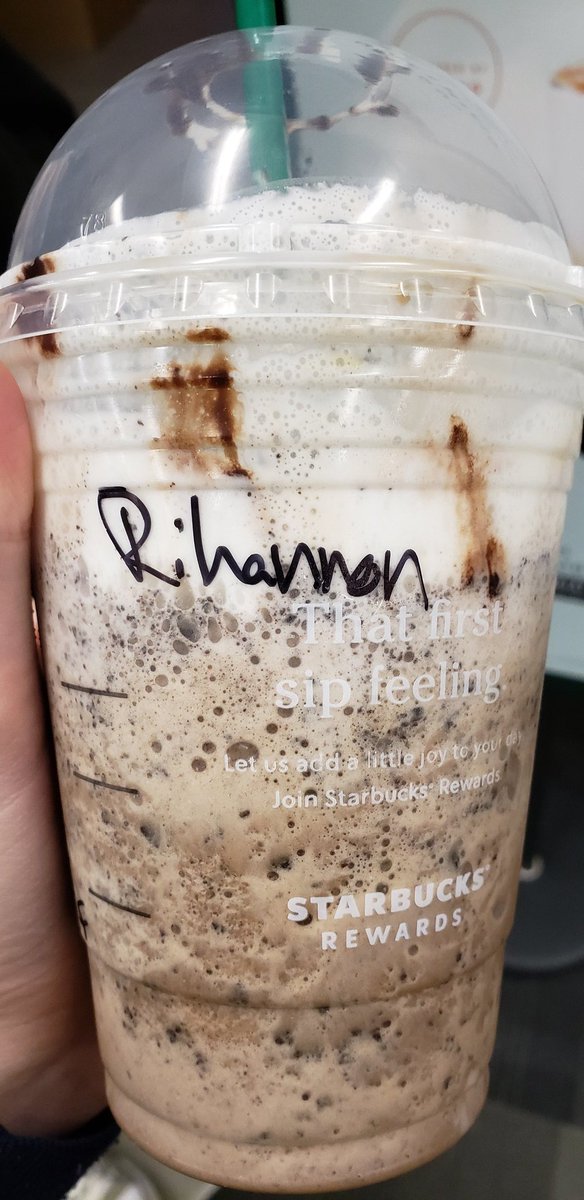 Rihannon
That first
sip feeling.
Let us add a little joy to your day
Join Starbucks® Rewards
STARBUCKS®
REWARDS